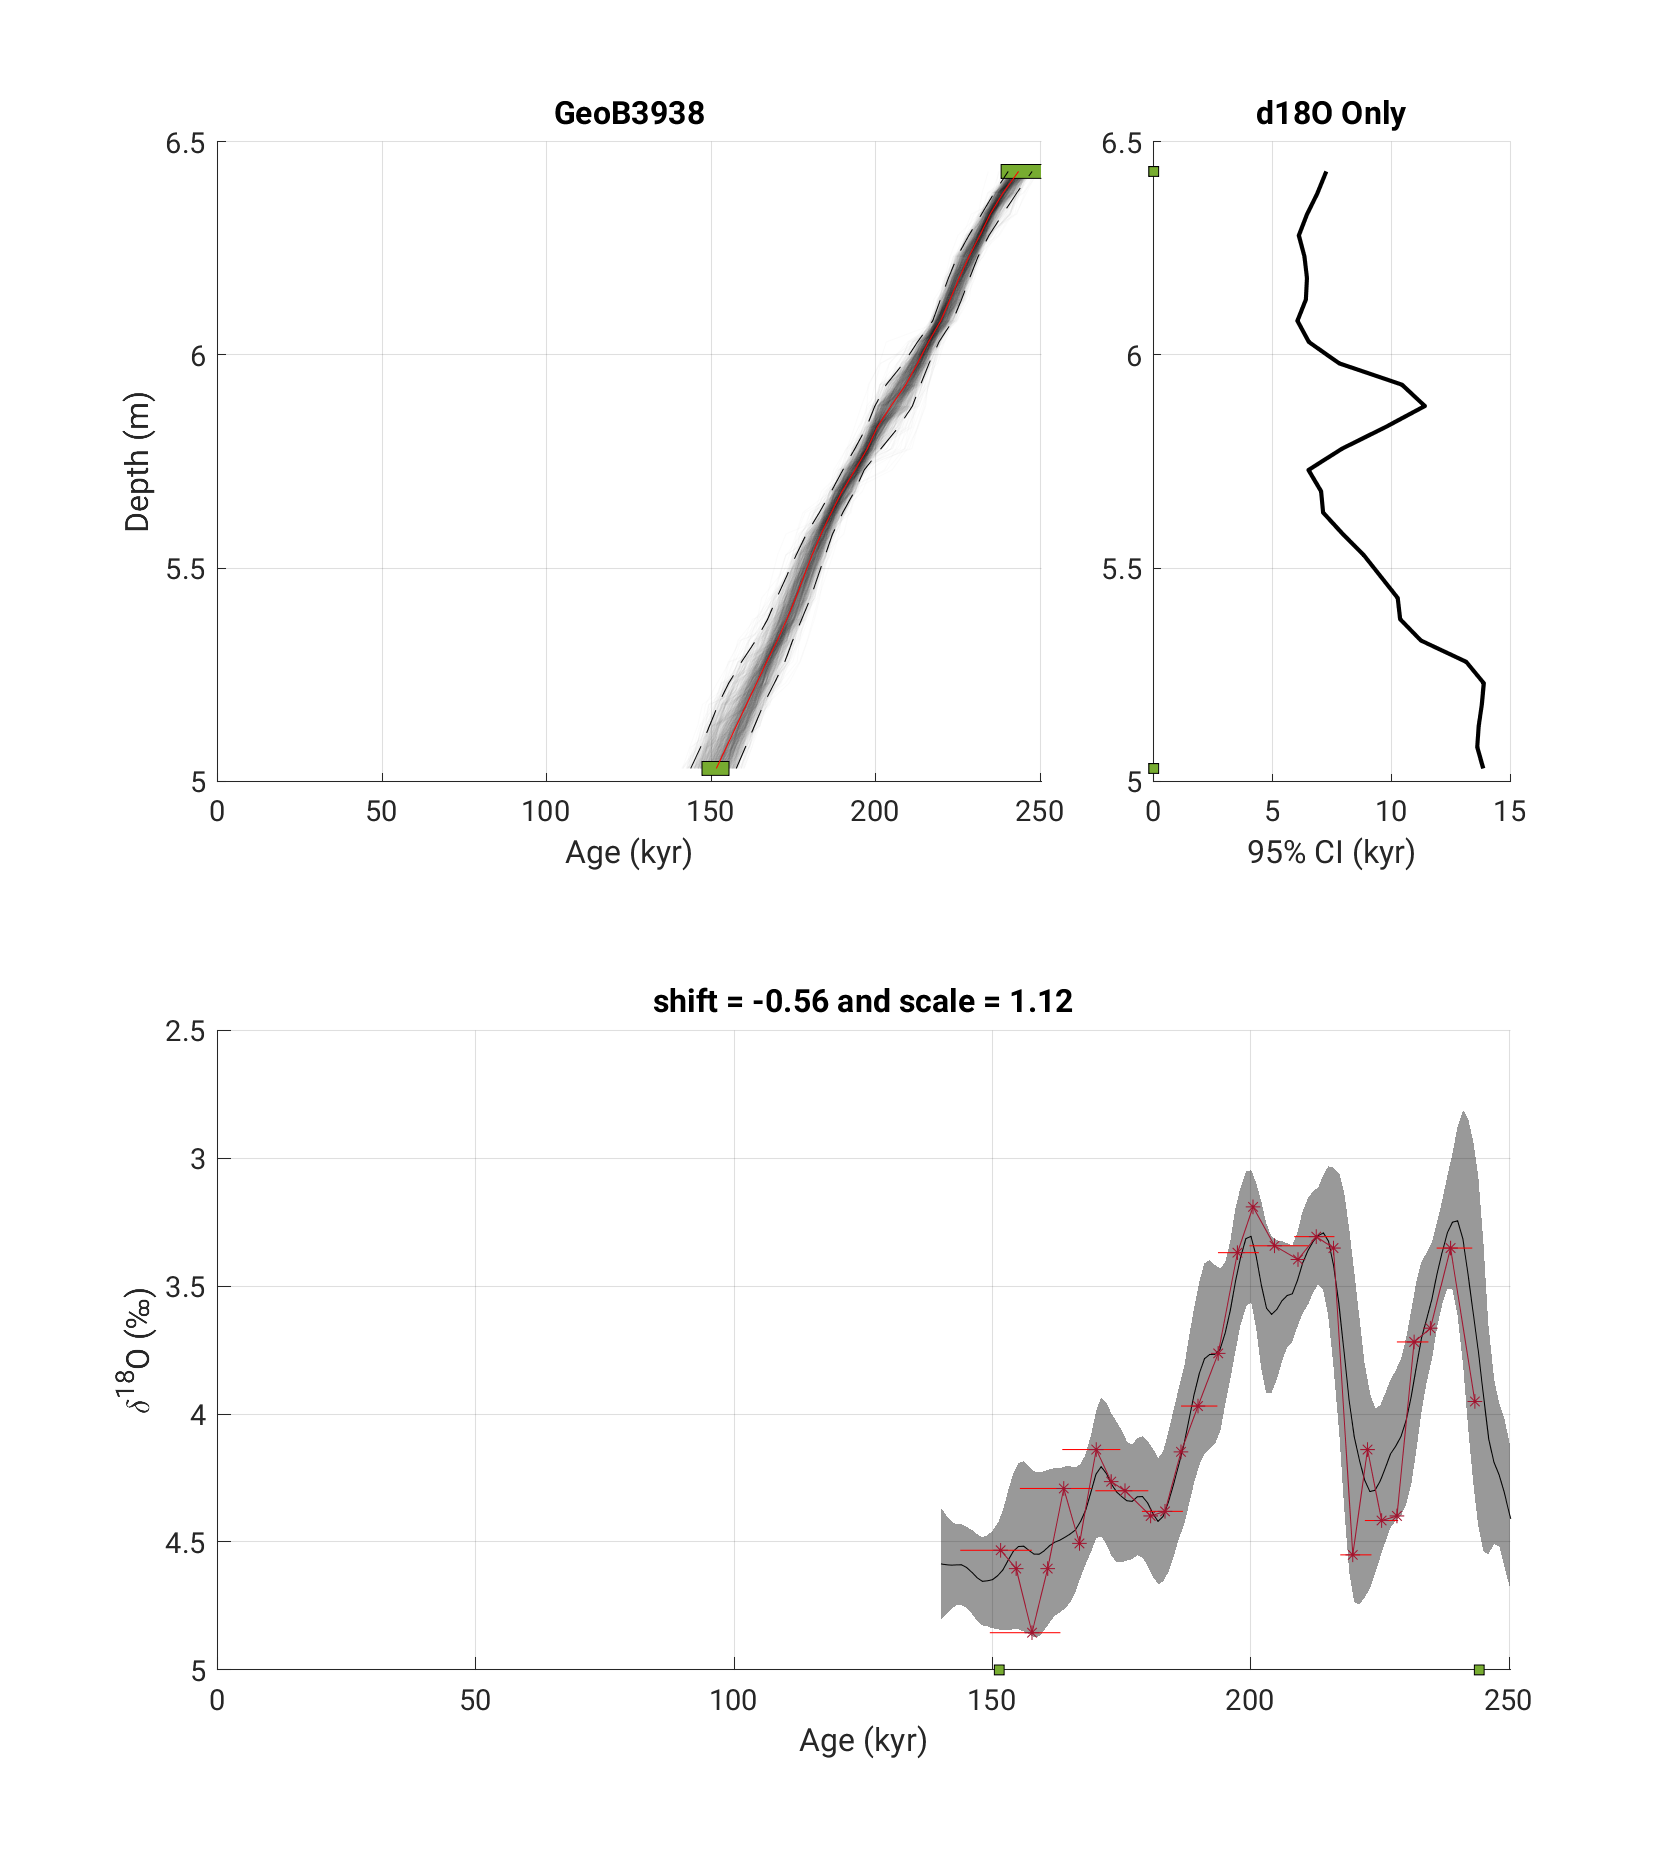 GeoB3938
6.5
6
5.5
5
Depth (m)
0 50 100 150 200 250
Age (kyr)
d18O Only
6.5
6
5.5
5
0 5 10 15
95% CI (kyr)
shift = -0.56 and scale = 1.12
2.5
3
3.5
4
4.5
5
δ18O (‰)
0 50 100 150 200 250
Age (kyr)